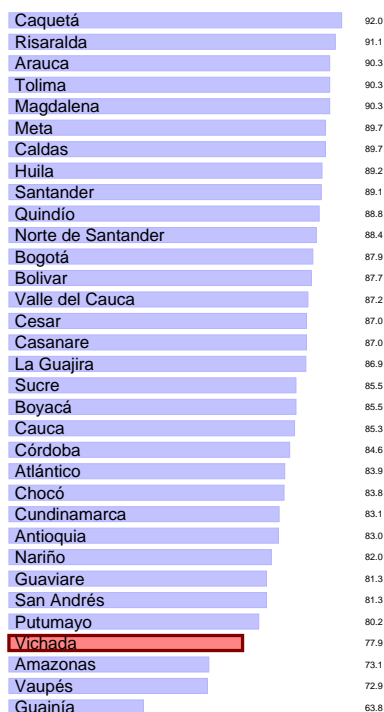 Caquetá 92.0
Risaralda 91.1
Arauca 90.3
Tolima 90.3
Magdalena 90.3
Meta 89.7
Caldas 89.7
Huila 89.2
Santander 89.1
Quindío 88.8
Norte de Santander 88.4
Bogotá 87.9
Bolivar 87.7
Valle del Cauca 87.2
Cesar 87.0
Casanare 87.0
La Guajira 86.9
Sucre 85.5
Boyacá 85.5
Cauca 85.3
Córdoba 84.6
Atlántico 83.9
Chocó 83.8
Cundinamarca 83.1
Antioquia 83.0
Nariño 82.0
Guaviare 81.3
San Andrés 81.3
Putumayo 80.2
Vichada 77.9
Amazonas 73.1
Vaupés 72.9
Guainía 63.8